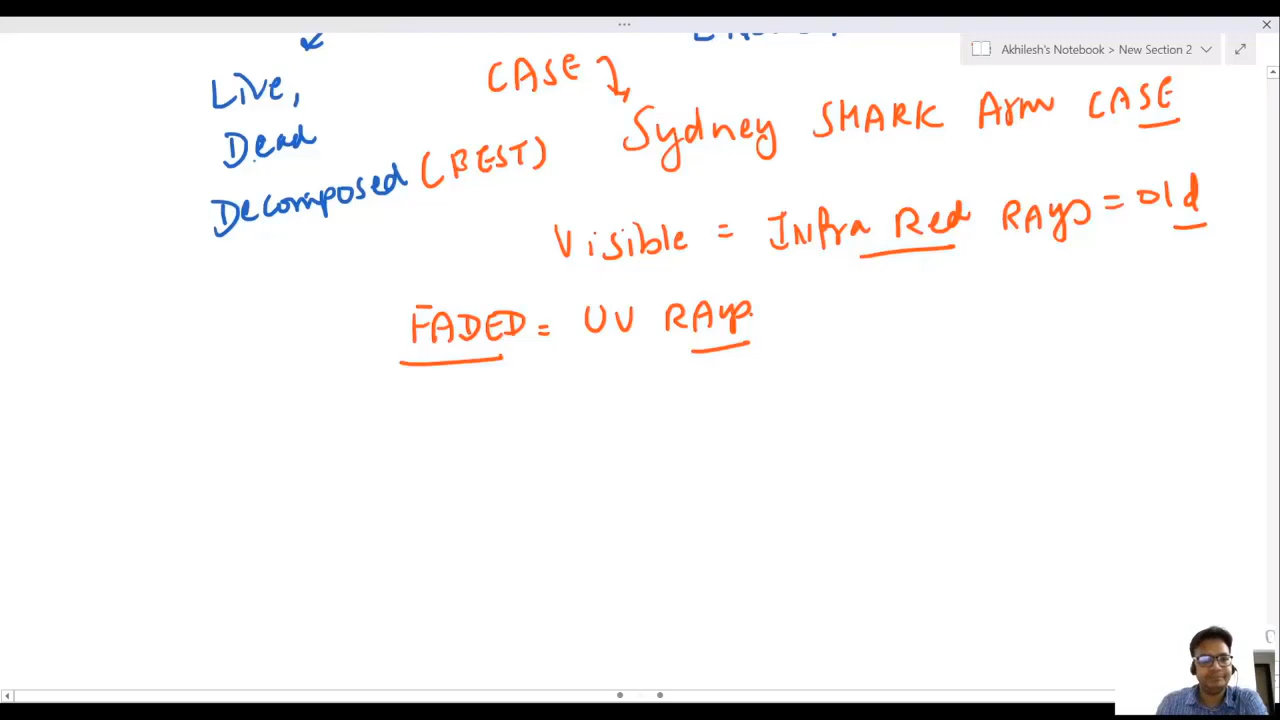 Akhilesh's Notebook > New Section 2
CASE
Live,
Sydney SHARK Arm CASE
Dead
Decomposed (BEST)
Visible = Infra Red RAys = old
FADED = UV RAys.